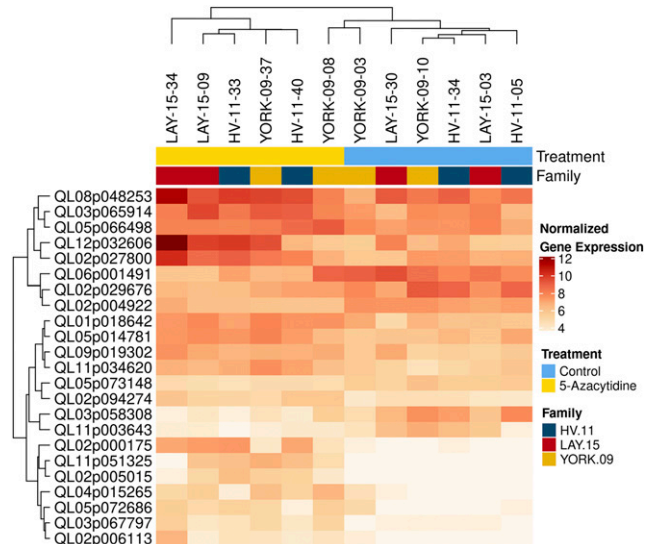 LAY-15-34
LAY-15-09
HV-11-33
YORK-09-37
HV-11-40
YORK-09-08
YORK-09-03
LAY-15-30
YORK-09-10
HV-11-34
LAY-15-03
HV-11-05
Treatment
Family
QL08p048253
QL03p065914
QL05p066498
QL12p032606
QL02p027800
QL06p001491
QL02p029676
QL02p004922
QL01p018642
QL05p014781
QL09p019302
QL11p034620
QL05p073148
QL02p094274
QL03p058308
QL11p003643
QL02p000175
QL11p051325
QL02p005015
QL04p015265
QL05p072686
QL03p067797
QL02p006113
Normalized
Gene Expression
12
10
8
6
4
Treatment
Control
5-Azacytidine
Family
HV.11
LAY.15
YORK.09